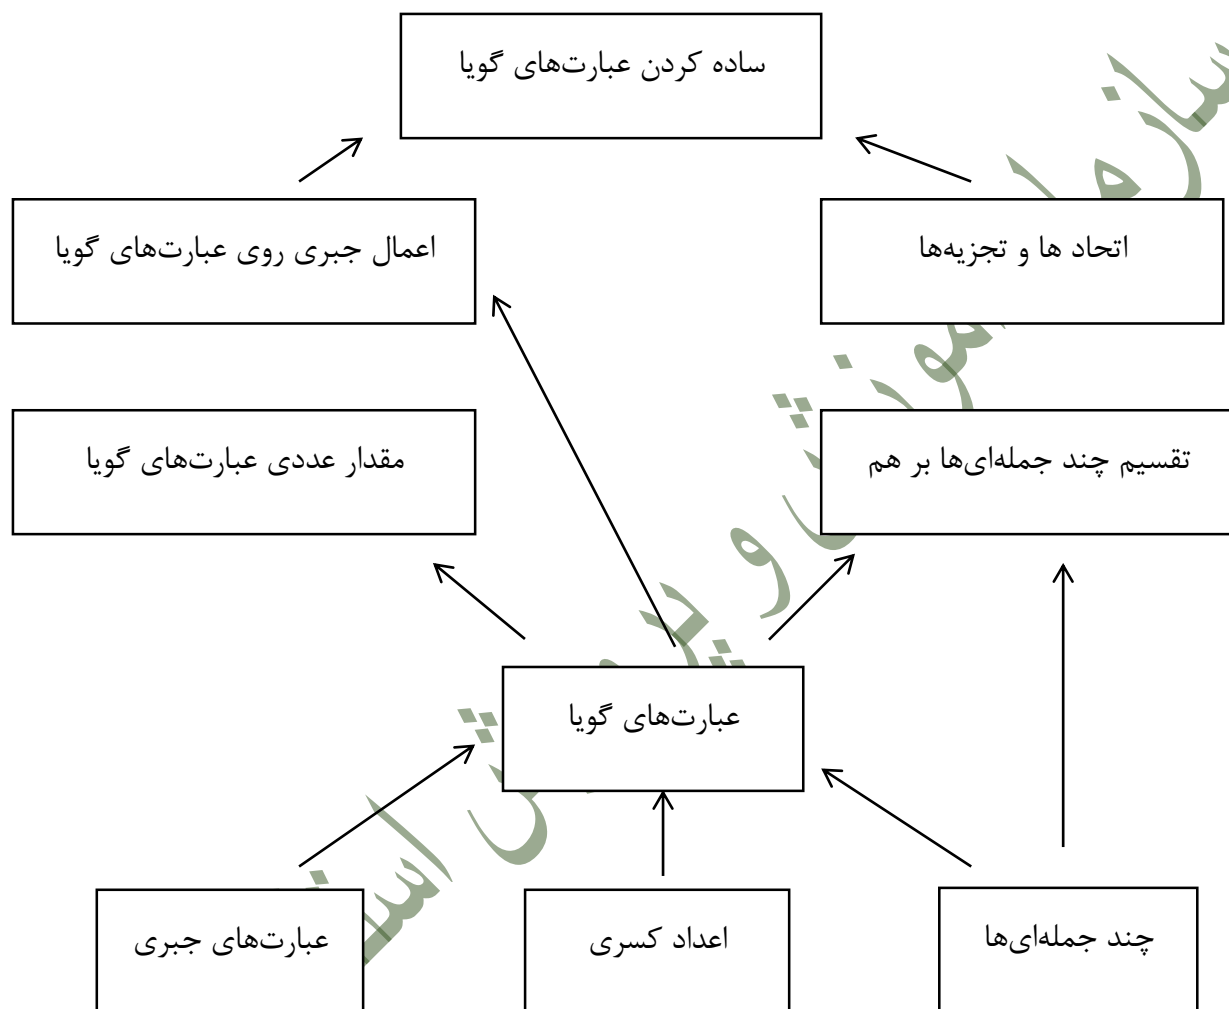 ساده کردن عبارت‌های گویا
اتحاد ها و تجزیه‌ها
اعمال جبری روی عبارت‌های گویا
تقسیم چند جمله‌ای‌ها بر هم
مقدار عددی عبارت‌های گویا
عبارت‌های گویا
چند جمله‌ای‌ها
اعداد کسری
عبارت‌های جبری